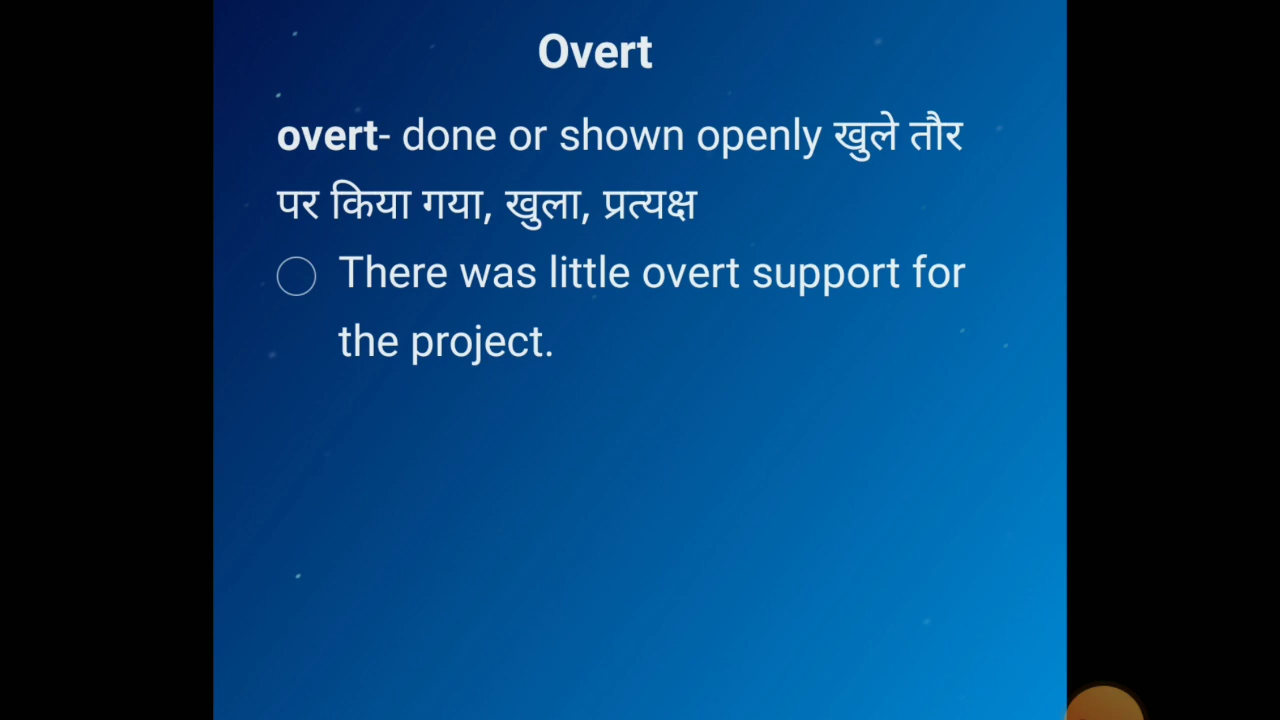 Overt
overt- done or shown openly खुले तौर
पर किया गया, खुला, प्रत्यक्ष
There was little overt support for
the project.